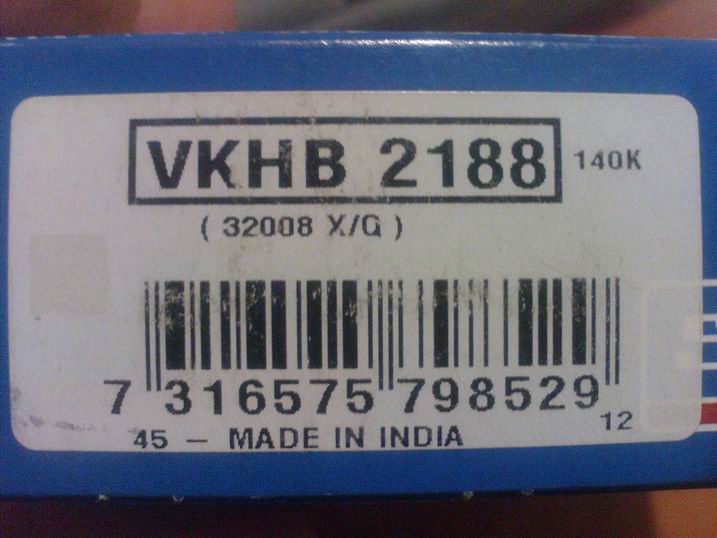 VKHB 2188 140K
( 32008 X/Q )
7 316575 798529
12
45 — MADE IN INDIA